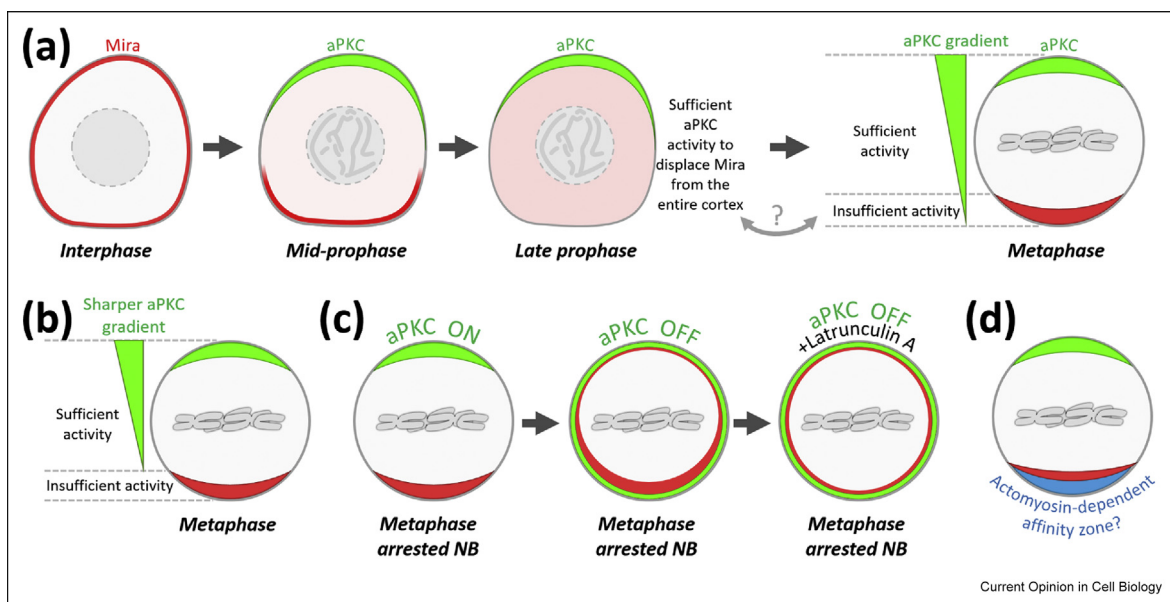 (a)
Mira
Interphase
aPKC
Mid-prophase
aPKC
Late prophase
Sufficient
aPKC
activity to
displace Mira
from the
entire cortex
?
aPKC gradient
aPKC
Sufficient
activity
Insufficient activity
Metaphase
(b)
Sharper aPKC
gradient
Sufficient
activity
Insufficient activity
Metaphase
(c)
aPKC ON
Metaphase
arrested NB
aPKC OFF
Metaphase
arrested NB
aPKC OFF
+Latrunculin A
Metaphase
arrested NB
(d)
Actomyosin-dependent
affinity zone?
Current Opinion in Cell Biology